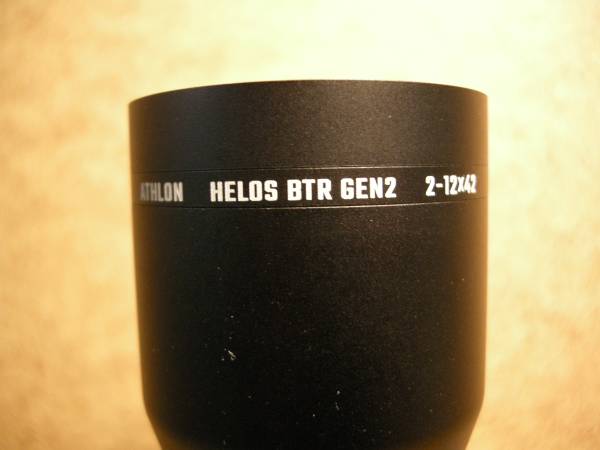 ATHLON HELOS BTR GEN2 2-12x42